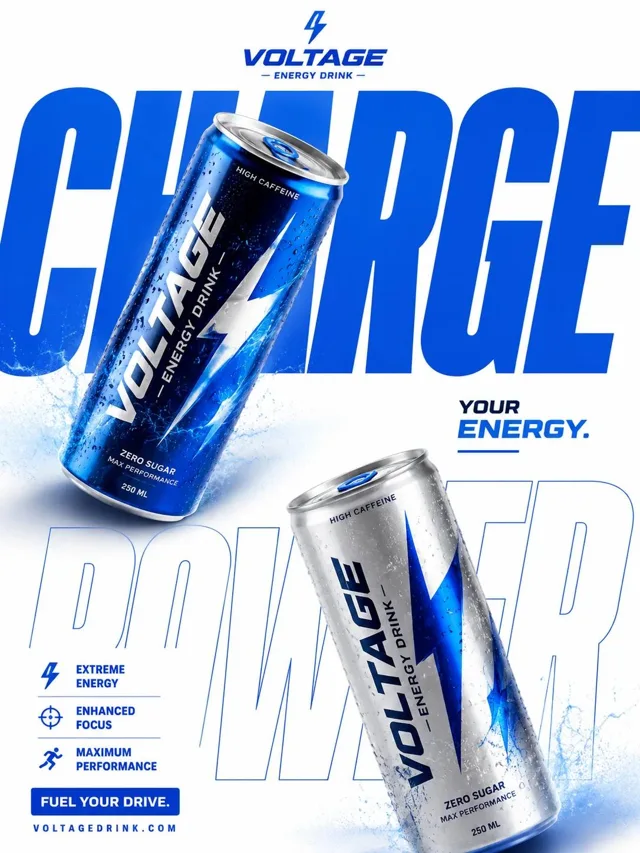 VOLTAGE
— ENERGY DRINK —
CHARGE
HIGH CAFFEINE
VOLTAGE
— ENERGY DRINK —
ZERO SUGAR
MAX PERFORMANCE
250 ML
YOUR
ENERGY.
POWER
HIGH CAFFEINE
VOLTAGE
— ENERGY DRINK —
ZERO SUGAR
MAX PERFORMANCE
250 ML
EXTREME
ENERGY
ENHANCED
FOCUS
MAXIMUM
PERFORMANCE
FUEL YOUR DRIVE.
VOLTAGEDRINK.COM